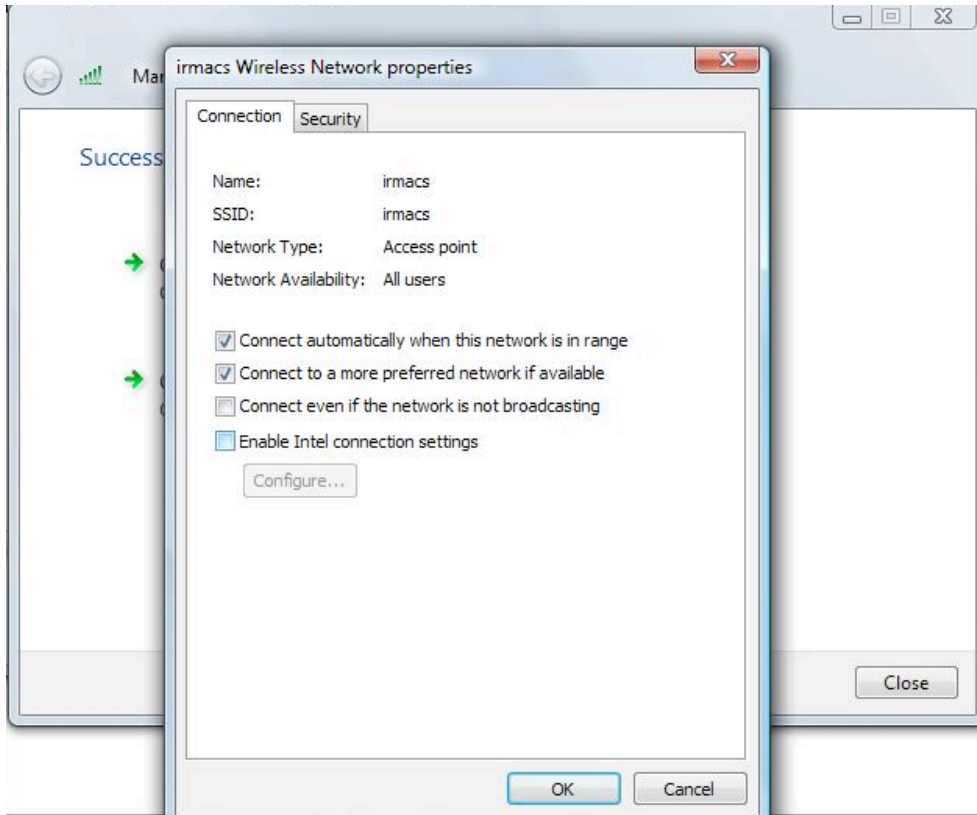 Mar
irmacs Wireless Network properties
Connection Security
Success
Name: irmacs
SSID: irmacs
Network Type: Access point
Network Availability: All users
Connect automatically when this network is in range
Connect to a more preferred network if available
Connect even if the network is not broadcasting
Enable Intel connection settings
Configure...
Close
OK Cancel